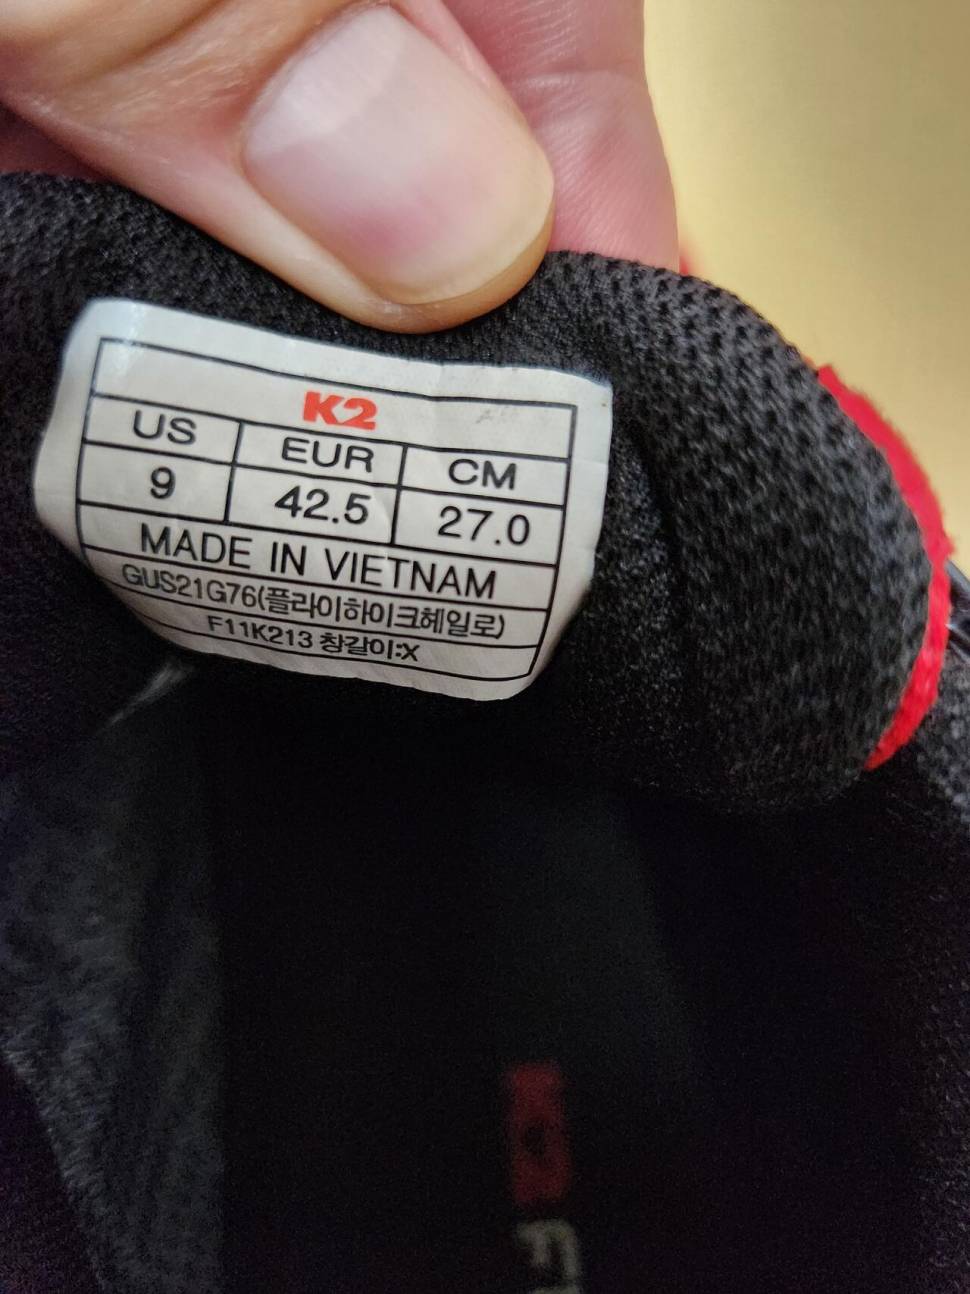 K2
US EUR CM
9 42.5 27.0
MADE IN VIETNAM
GUS21G76(플라이하이크헤일로)
F11K213 창갈이:X